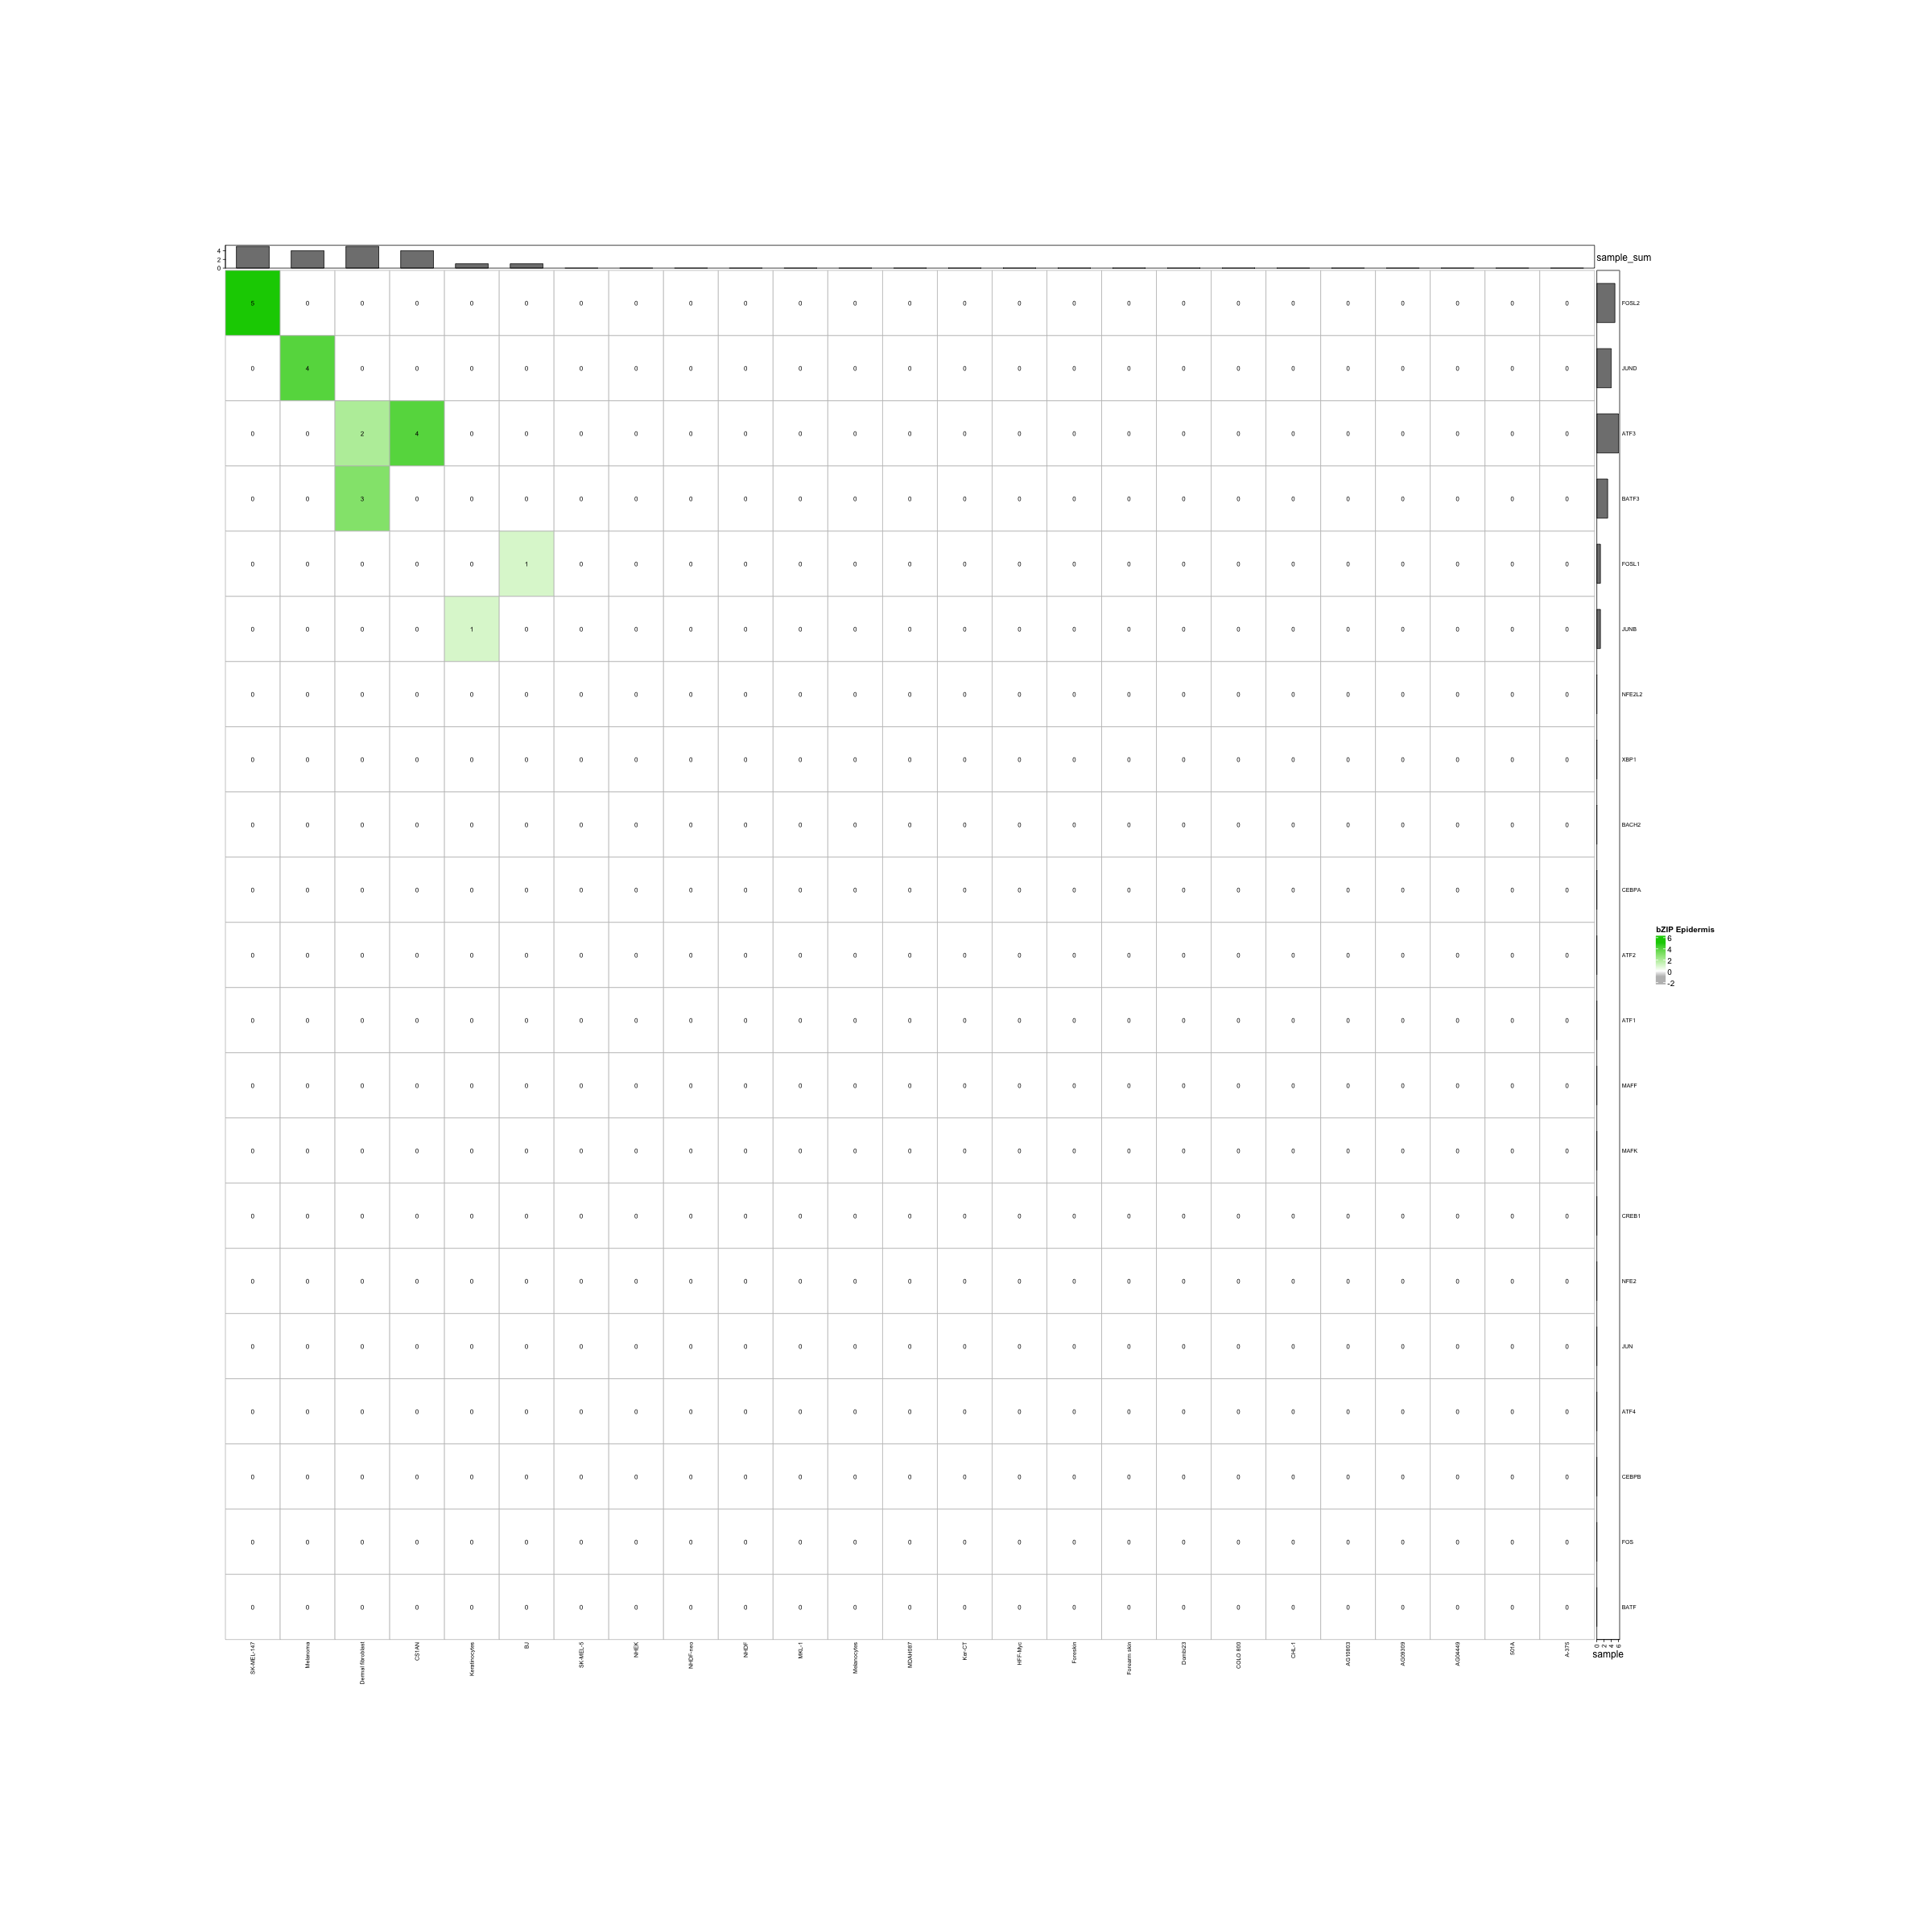 4
2
0
sample_sum
5 0 0 0 0 0 0 0 0 0 0 0 0 0 0 0 0 0 0 0 0 0 0 0 0 FOSL2
0 4 0 0 0 0 0 0 0 0 0 0 0 0 0 0 0 0 0 0 0 0 0 0 0 JUND
0 0 2 4 0 0 0 0 0 0 0 0 0 0 0 0 0 0 0 0 0 0 0 0 0 ATF3
0 0 3 0 0 0 0 0 0 0 0 0 0 0 0 0 0 0 0 0 0 0 0 0 0 BATF3
0 0 0 0 0 1 0 0 0 0 0 0 0 0 0 0 0 0 0 0 0 0 0 0 0 FOSL1
0 0 0 0 1 0 0 0 0 0 0 0 0 0 0 0 0 0 0 0 0 0 0 0 0 JUNB
0 0 0 0 0 0 0 0 0 0 0 0 0 0 0 0 0 0 0 0 0 0 0 0 0 NFE2L2
0 0 0 0 0 0 0 0 0 0 0 0 0 0 0 0 0 0 0 0 0 0 0 0 0 XBP1
0 0 0 0 0 0 0 0 0 0 0 0 0 0 0 0 0 0 0 0 0 0 0 0 0 BACH2
0 0 0 0 0 0 0 0 0 0 0 0 0 0 0 0 0 0 0 0 0 0 0 0 0 CEBPA
0 0 0 0 0 0 0 0 0 0 0 0 0 0 0 0 0 0 0 0 0 0 0 0 0 ATF2
0 0 0 0 0 0 0 0 0 0 0 0 0 0 0 0 0 0 0 0 0 0 0 0 0 ATF1
0 0 0 0 0 0 0 0 0 0 0 0 0 0 0 0 0 0 0 0 0 0 0 0 0 MAFF
0 0 0 0 0 0 0 0 0 0 0 0 0 0 0 0 0 0 0 0 0 0 0 0 0 MAFK
0 0 0 0 0 0 0 0 0 0 0 0 0 0 0 0 0 0 0 0 0 0 0 0 0 CREB1
0 0 0 0 0 0 0 0 0 0 0 0 0 0 0 0 0 0 0 0 0 0 0 0 0 NFE2
0 0 0 0 0 0 0 0 0 0 0 0 0 0 0 0 0 0 0 0 0 0 0 0 0 JUN
0 0 0 0 0 0 0 0 0 0 0 0 0 0 0 0 0 0 0 0 0 0 0 0 0 ATF4
0 0 0 0 0 0 0 0 0 0 0 0 0 0 0 0 0 0 0 0 0 0 0 0 0 CEBPB
0 0 0 0 0 0 0 0 0 0 0 0 0 0 0 0 0 0 0 0 0 0 0 0 0 FOS
0 0 0 0 0 0 0 0 0 0 0 0 0 0 0 0 0 0 0 0 0 0 0 0 0 BATF
SK-MEL-147
Melanoma
Dermal fibroblast
CS1AN
Keratinocytes
BJ
SK-MEL-5
NHEK
NHDF-neo
NHDF
MKL-1
Melanocytes
MDAH087
Ker-CT
HFF-Myc
Foreskin
Forearm skin
Dombi23
COLO 800
CHL-1
AG10803
AG09309
AG04449
501A
A-375
0 2 4 6
sample
bZIP Epidermis
6
4
2
0
-2